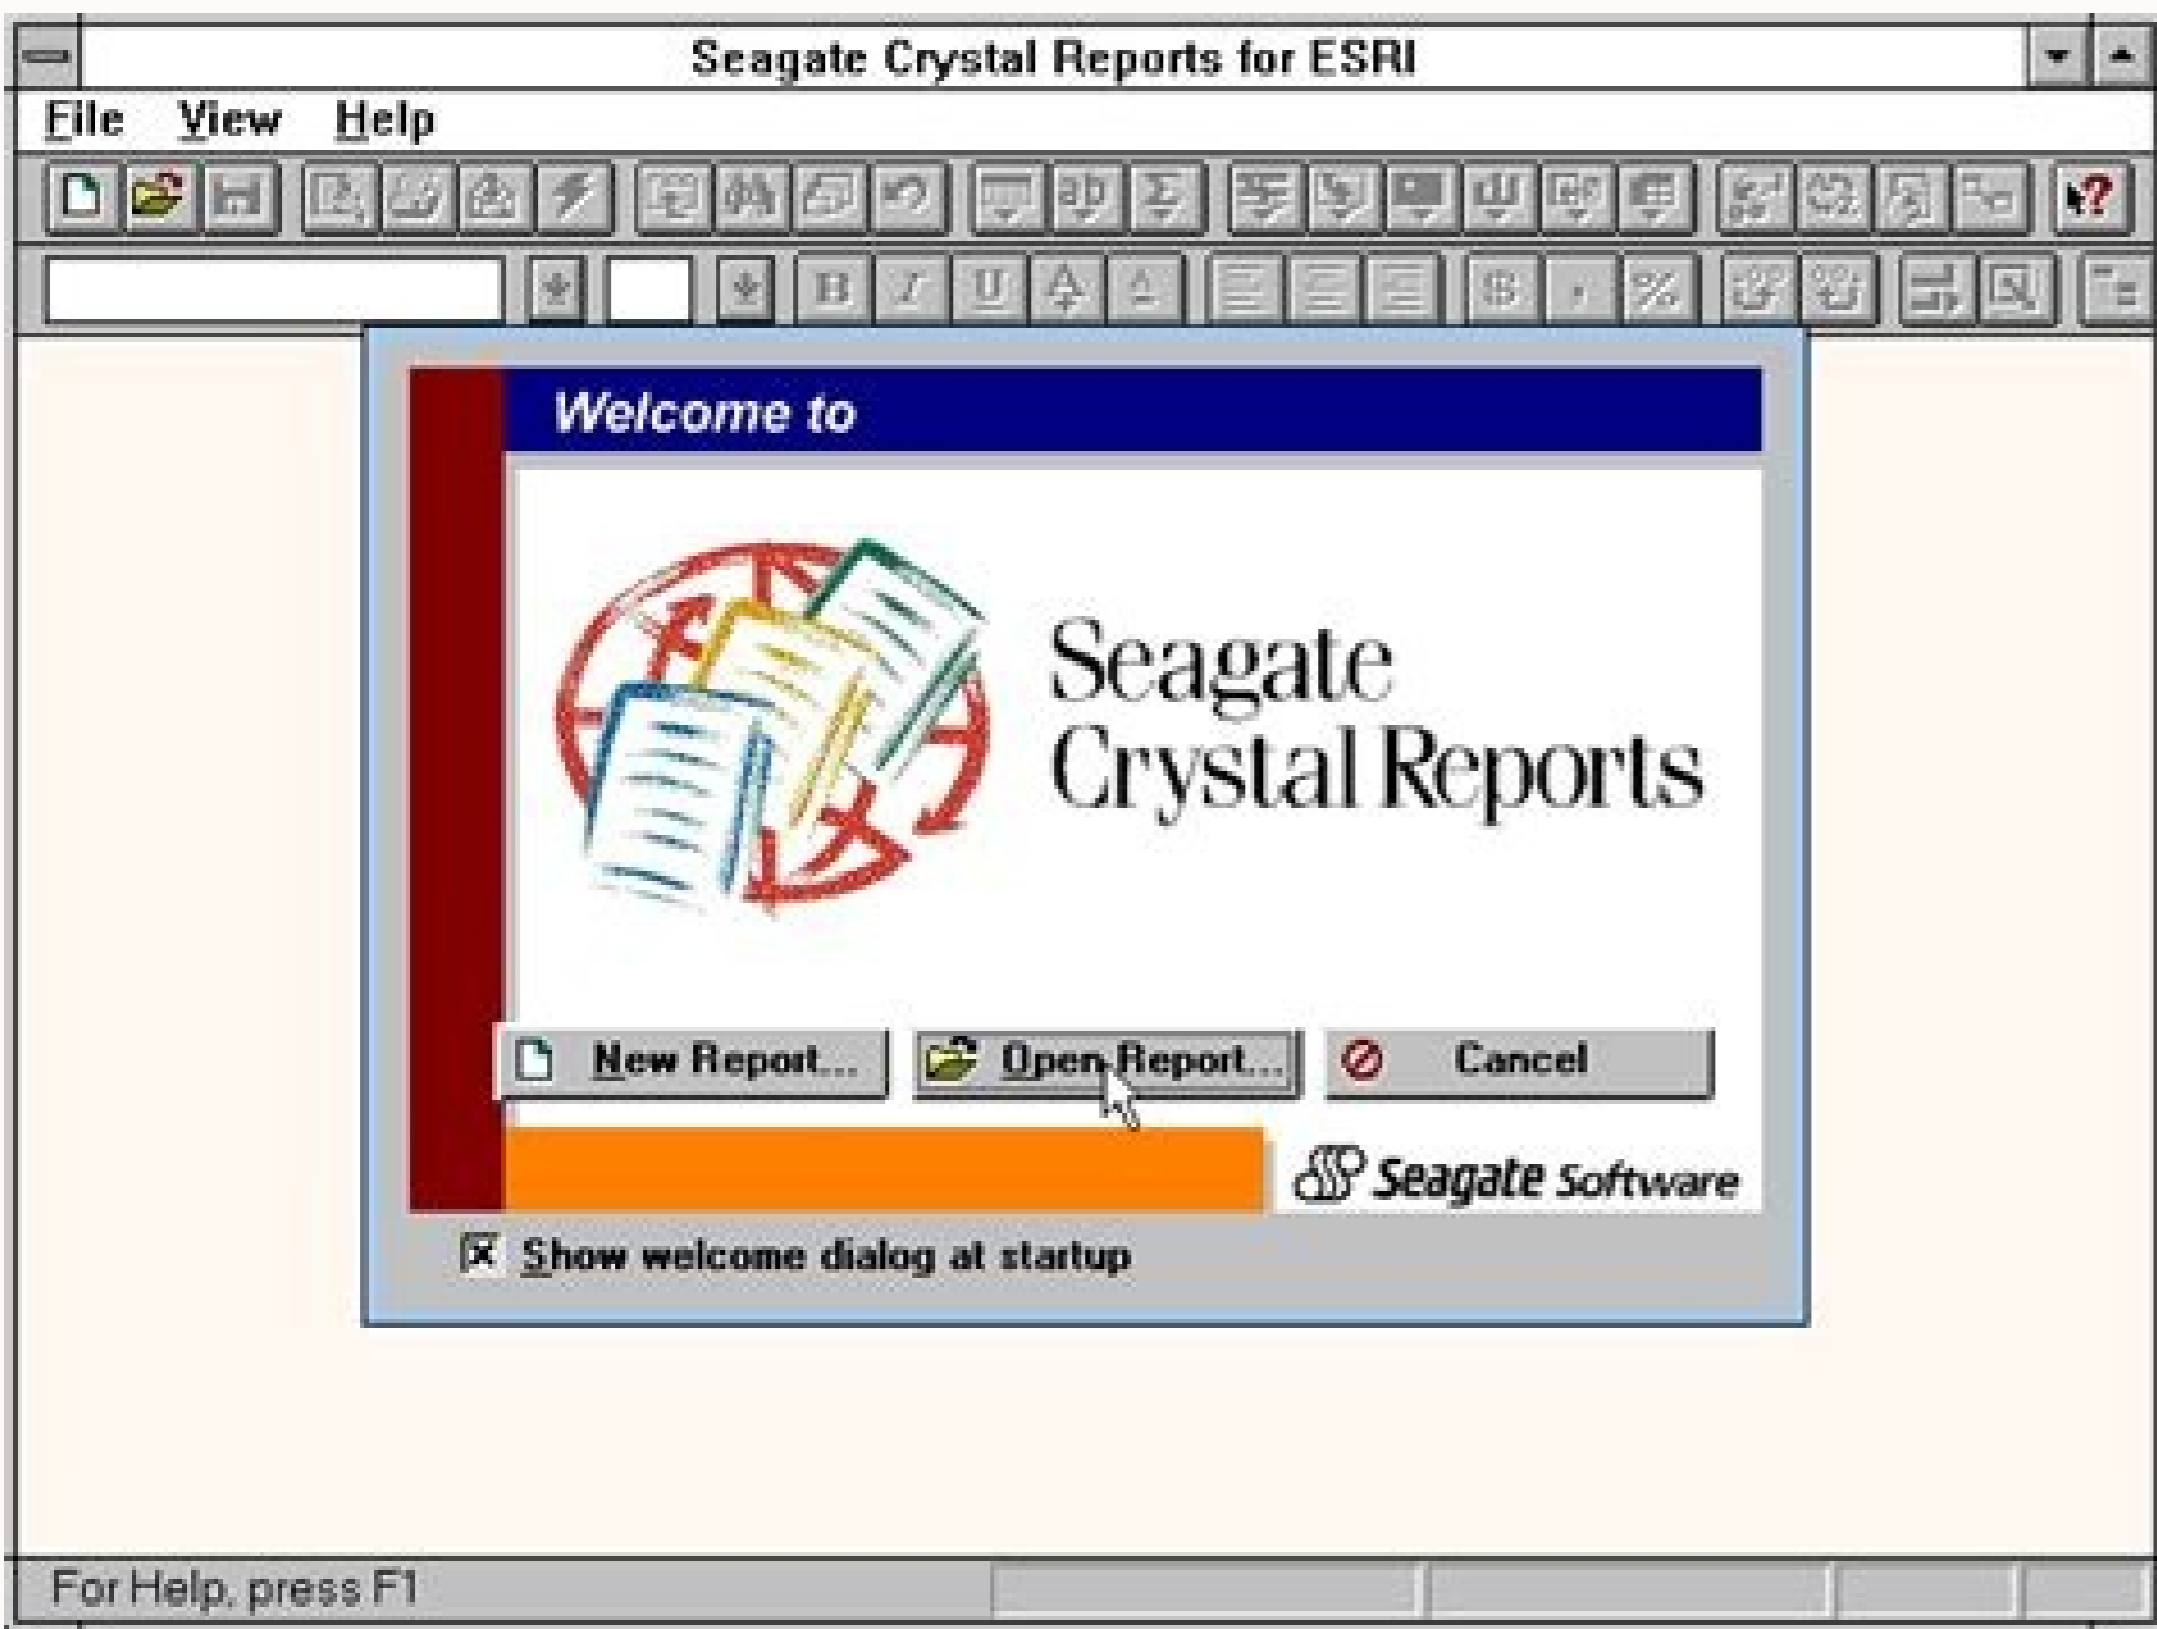 Seagate Crystal Reports for ESRI
File View Help
ab Σ
B I U A $ , %
Welcome to
Seagate
Crystal Reports
New Report... Open Report... Cancel
Seagate Software
Show welcome dialog at startup
For Help, press F1